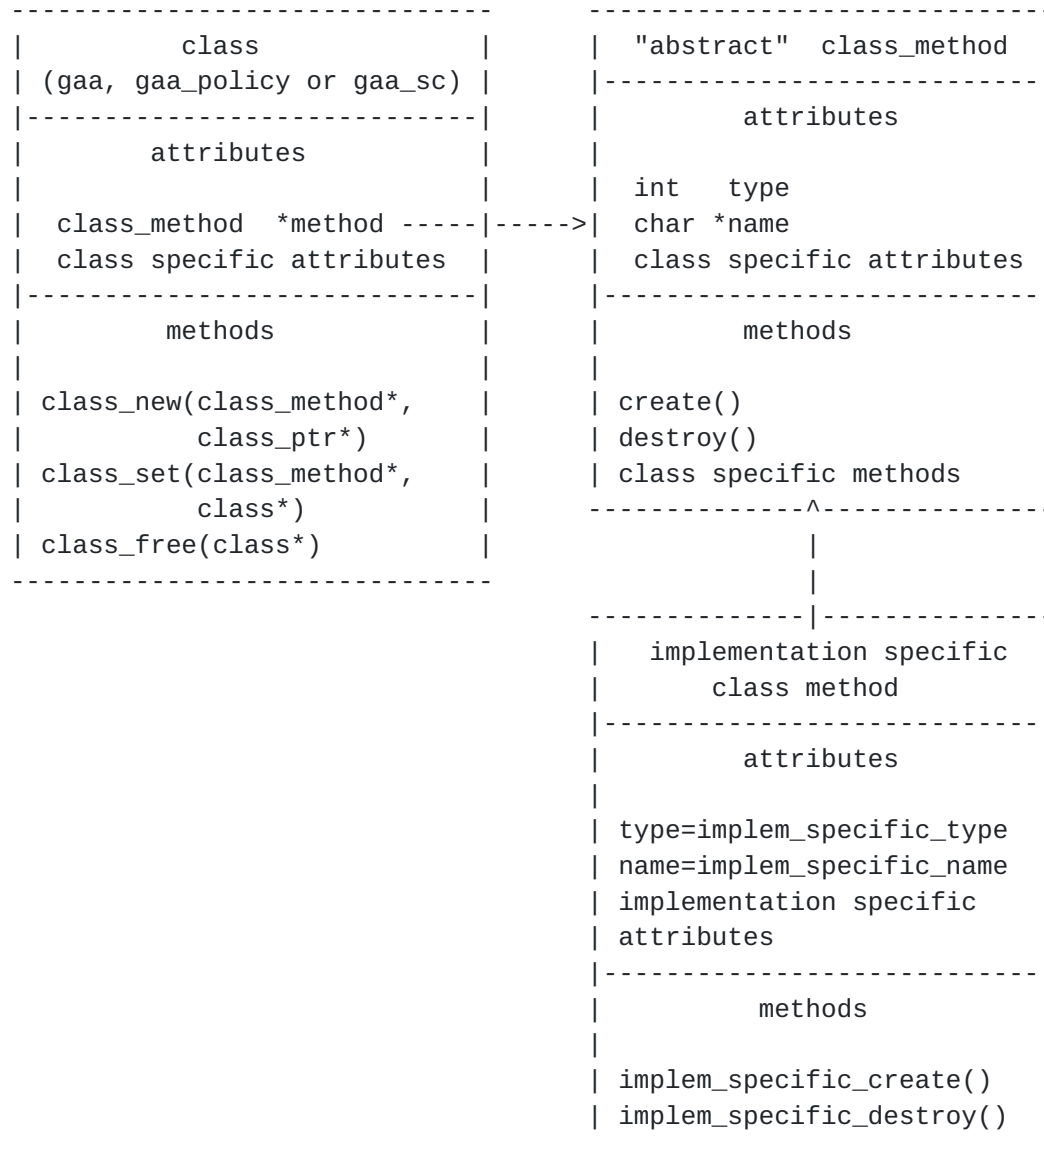 class
(gaa, gaa_policy or gaa_sc)
attributes
class_method  *method
class specific attributes
methods
class_new(class_method*,
class_ptr*)
class_set(class_method*,
class*)
class_free(class*)
"abstract"  class_method
attributes
int   type
char *name
class specific attributes
methods
create()
destroy()
class specific methods
implementation specific
class method
attributes
type=implem_specific_type
name=implem_specific_name
implementation specific
attributes
methods
implem_specific_create()
implem_specific_destroy()